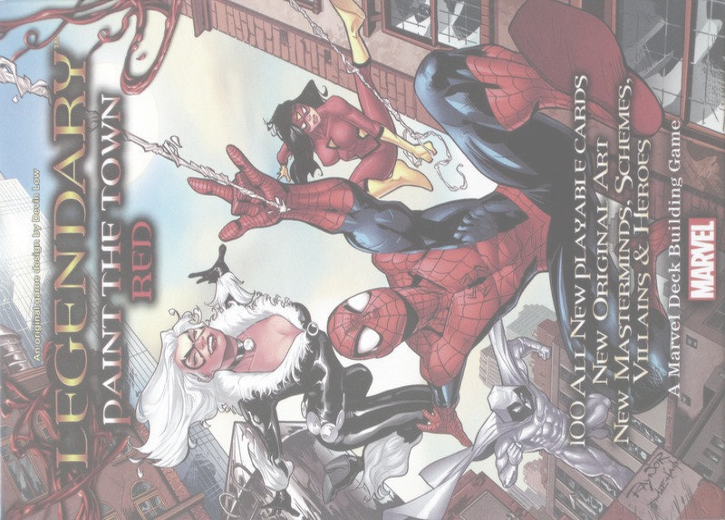 An original game design by Devin Low
LEGENDARY
PAINT THE TOWN
RED
100 All New Playable Cards
New Original Art
New Masterminds, Schemes,
Villains & Heroes
A Marvel Deck Building Game
MARVEL